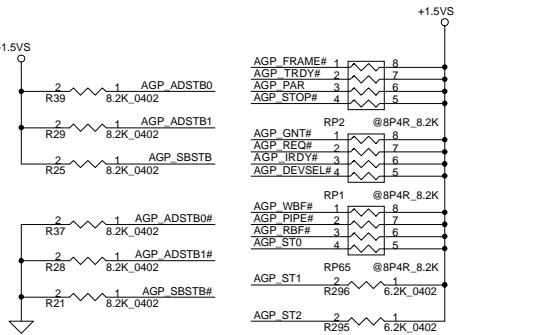 -1.5VS
2 1 AGP_ADSTB0
R39 8.2K_0402
2 1 AGP_ADSTB1
R29 8.2K_0402
2 1 AGP_SBSTB
R25 8.2K_0402
2 1 AGP_ADSTB0#
R37 8.2K_0402
2 1 AGP_ADSTB1#
R28 8.2K_0402
2 1 AGP_SBSTB#
R21 8.2K_0402
+1.5VS
AGP_FRAME# 1 8
AGP_TRDY# 2 7
AGP_PAR 3 6
AGP_STOP# 4 5
RP2 @8P4R_8.2K
AGP_GNT# 1 8
AGP_REQ# 2 7
AGP_IRDY# 3 6
AGP_DEVSEL# 4 5
RP1 @8P4R_8.2K
AGP_WBF# 1 8
AGP_PIPE# 2 7
AGP_RBF# 3 6
AGP_ST0 4 5
RP65 @8P4R_8.2K
AGP_ST1 2 1
R296 6.2K_0402
AGP_ST2 2 1
R295 6.2K_0402